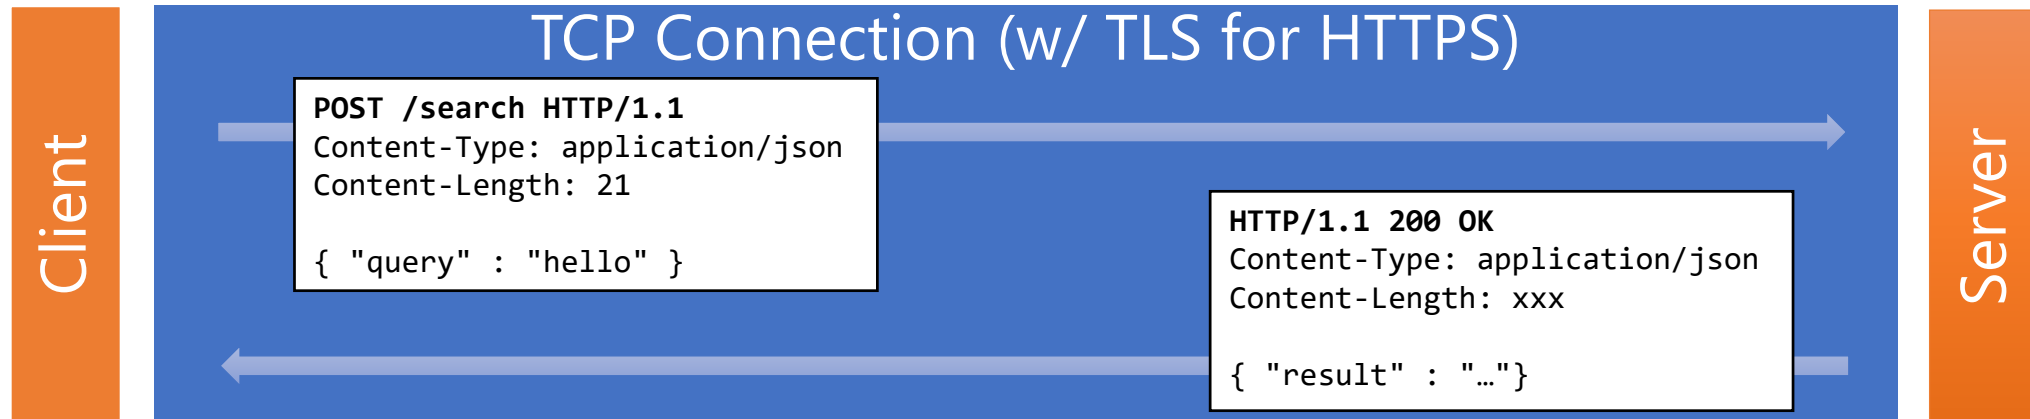 TCP Connection (w/ TLS for HTTPS)
Client
POST /search HTTP/1.1
Content-Type: application/json
Content-Length: 21
{ "query" : "hello" }
HTTP/1.1 200 OK
Content-Type: application/json
Content-Length: xxx
{ "result" : "…"}
Server